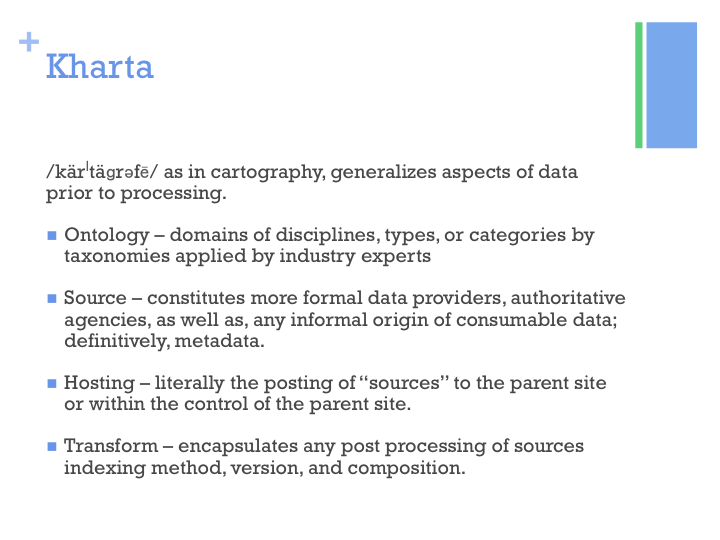 +
Kharta
/kärˈtäɡrəfē/ as in cartography, generalizes aspects of data
prior to processing.
Ontology – domains of disciplines, types, or categories by
taxonomies applied by industry experts
Source – constitutes more formal data providers, authoritative
agencies, as well as, any informal origin of consumable data;
definitively, metadata.
Hosting – literally the posting of “sources” to the parent site
or within the control of the parent site.
Transform – encapsulates any post processing of sources
indexing method, version, and composition.